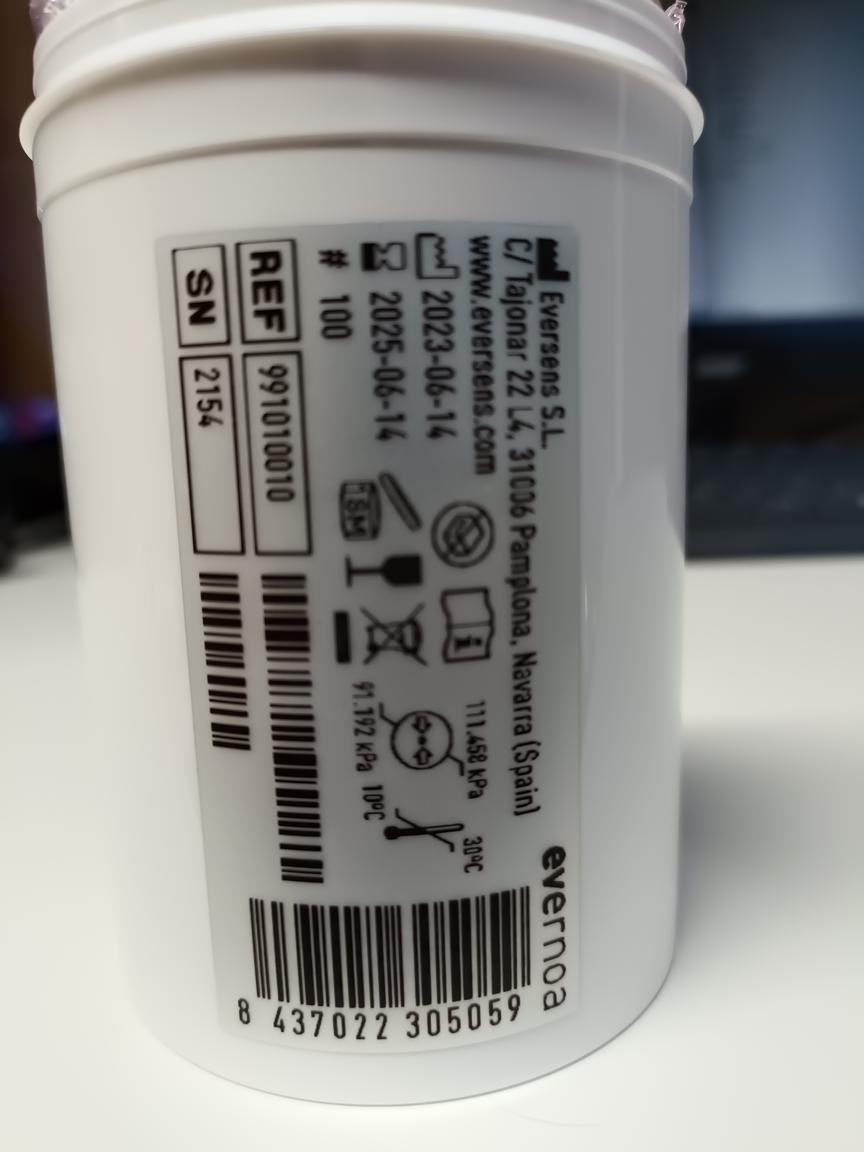 Eversens S.L.
C/ Tajonar 22 L4, 31006 Pamplona, Navarra (Spain)
www.eversens.com
evernoa
2023-06-14
2025-06-14
# 100
111.458 kPa
91.192 kPa
30ºC
10ºC
REF 991010010
SN 2154
8 437022 305059